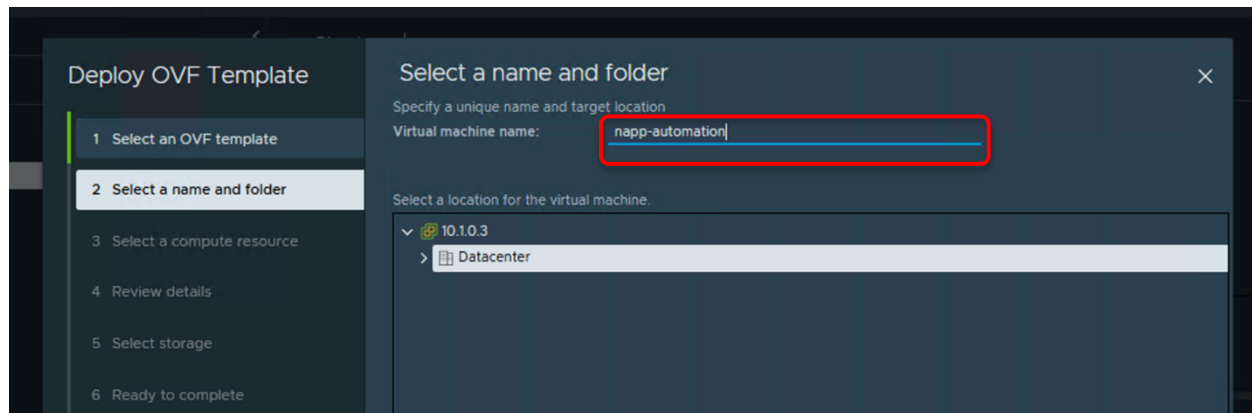 Deploy OVF Template
1 Select an OVF template
2 Select a name and folder
3 Select a compute resource
4 Review details
5 Select storage
6 Ready to complete
Select a name and folder
Specify a unique name and target location
Virtual machine name: napp-automation
Select a location for the virtual machine.
10.1.0.3
Datacenter